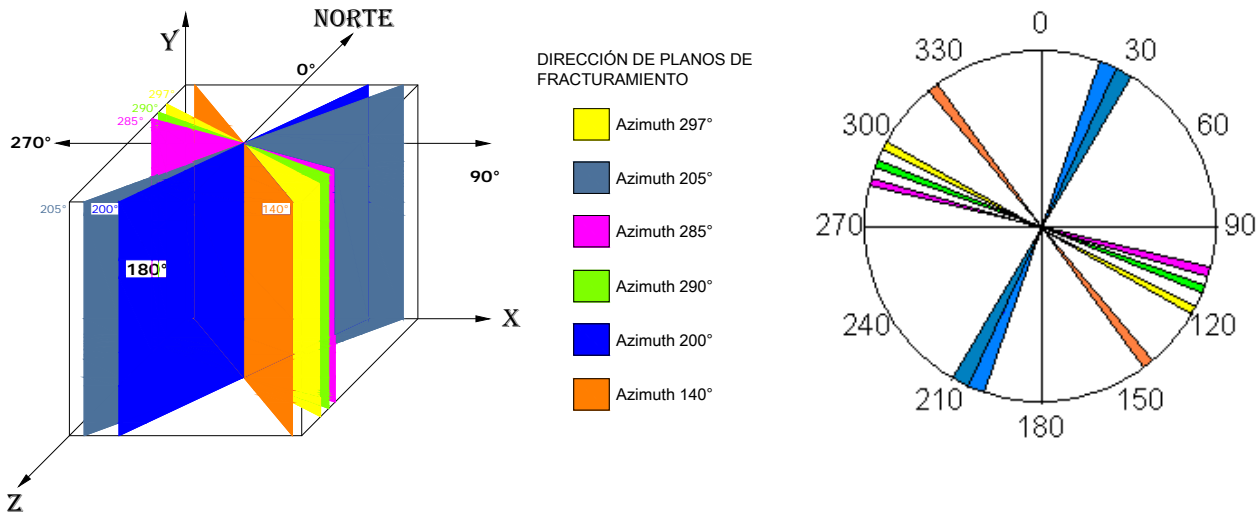 NORTE
Y
0°
297°
290°
285°
270°
90°
205°
200°
140°
180°
X
Z
DIRECCIÓN DE PLANOS DE
FRACTURAMIENTO
Azimuth 297°
Azimuth 205°
Azimuth 285°
Azimuth 290°
Azimuth 200°
Azimuth 140°
0
330
30
300
60
270
90
240
120
210
150
180